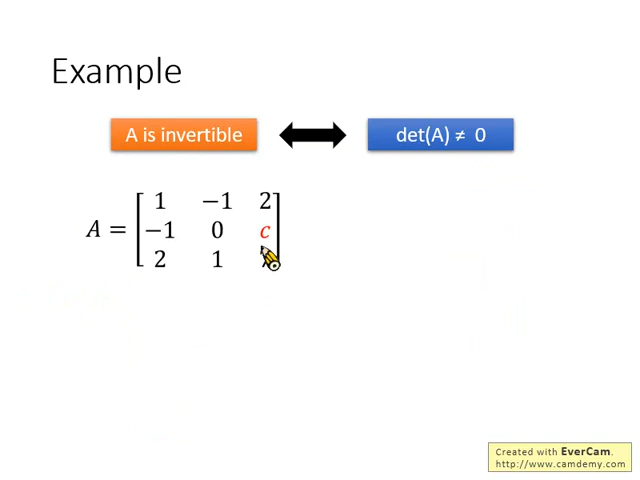 Example
A is invertible
det(A) ≠ 0
1 −1 2
A = −1 0 c
2 1
Created with EverCam.
http://www.camdemy.com